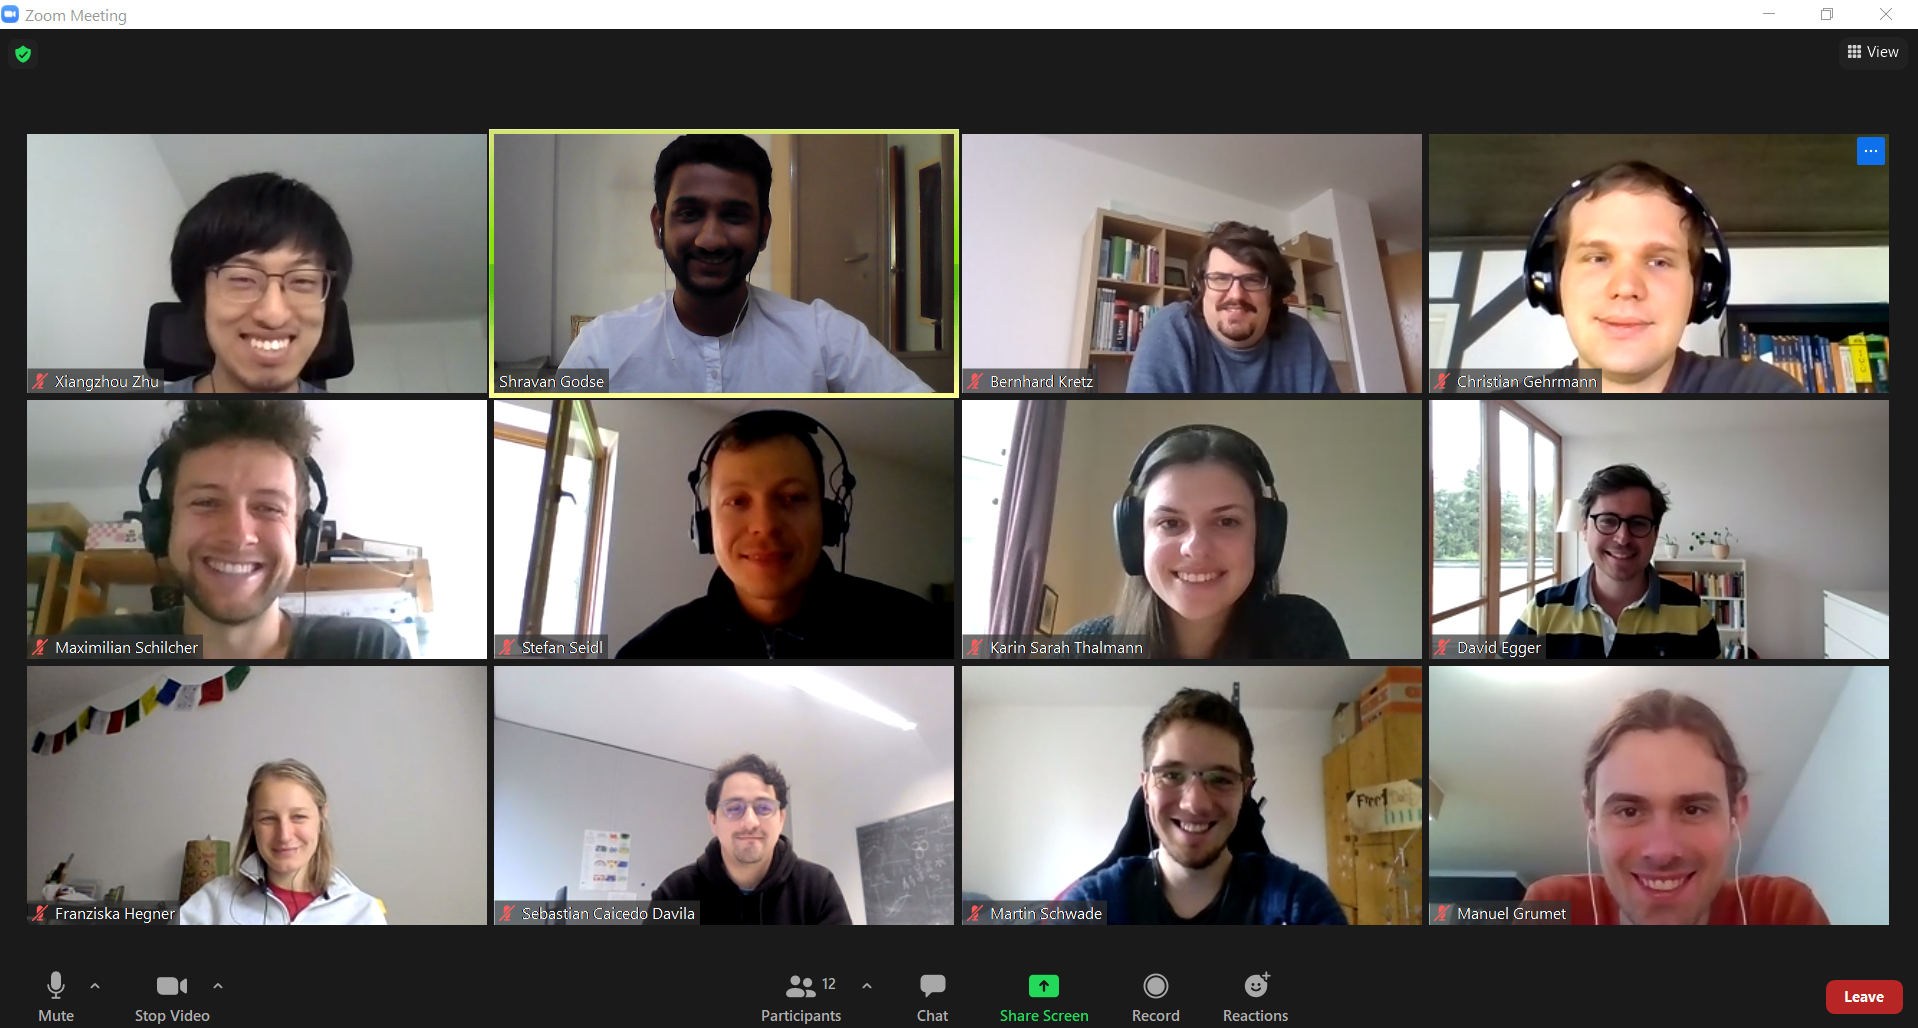 Zoom Meeting
View
Xiangzhou Zhu
Shravan Godse
Bernhard Kretz
Christian Gehrmann
Maximilian Schilcher
Stefan Seidl
Karin Sarah Thalmann
David Egger
Franziska Hegner
Sebastian Caicedo Davila
Martin Schwade
Manuel Grumet
12
Mute
Stop Video
Participants
Chat
Share Screen
Record
Reactions
Leave